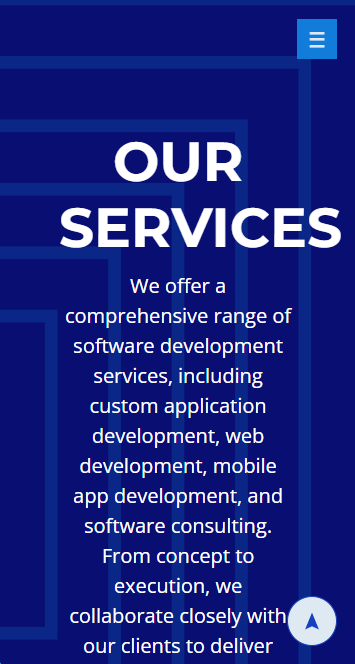 OUR
SERVICES
We offer a
comprehensive range of
software development
services, including
custom application
development, web
development, mobile
app development, and
software consulting.
From concept to
execution, we
collaborate closely with
our clients to deliver